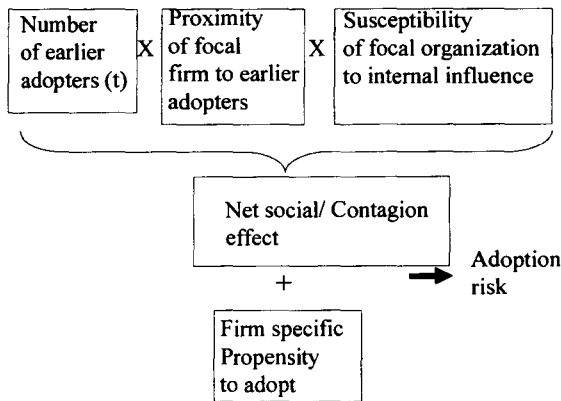 Number
of earlier
adopters (t)
X
Proximity
of focal
firm to earlier
adopters
X
Susceptibility
of focal organization
to internal influence
Net social/ Contagion
effect
+
Adoption
risk
Firm specific
Propensity
to adopt